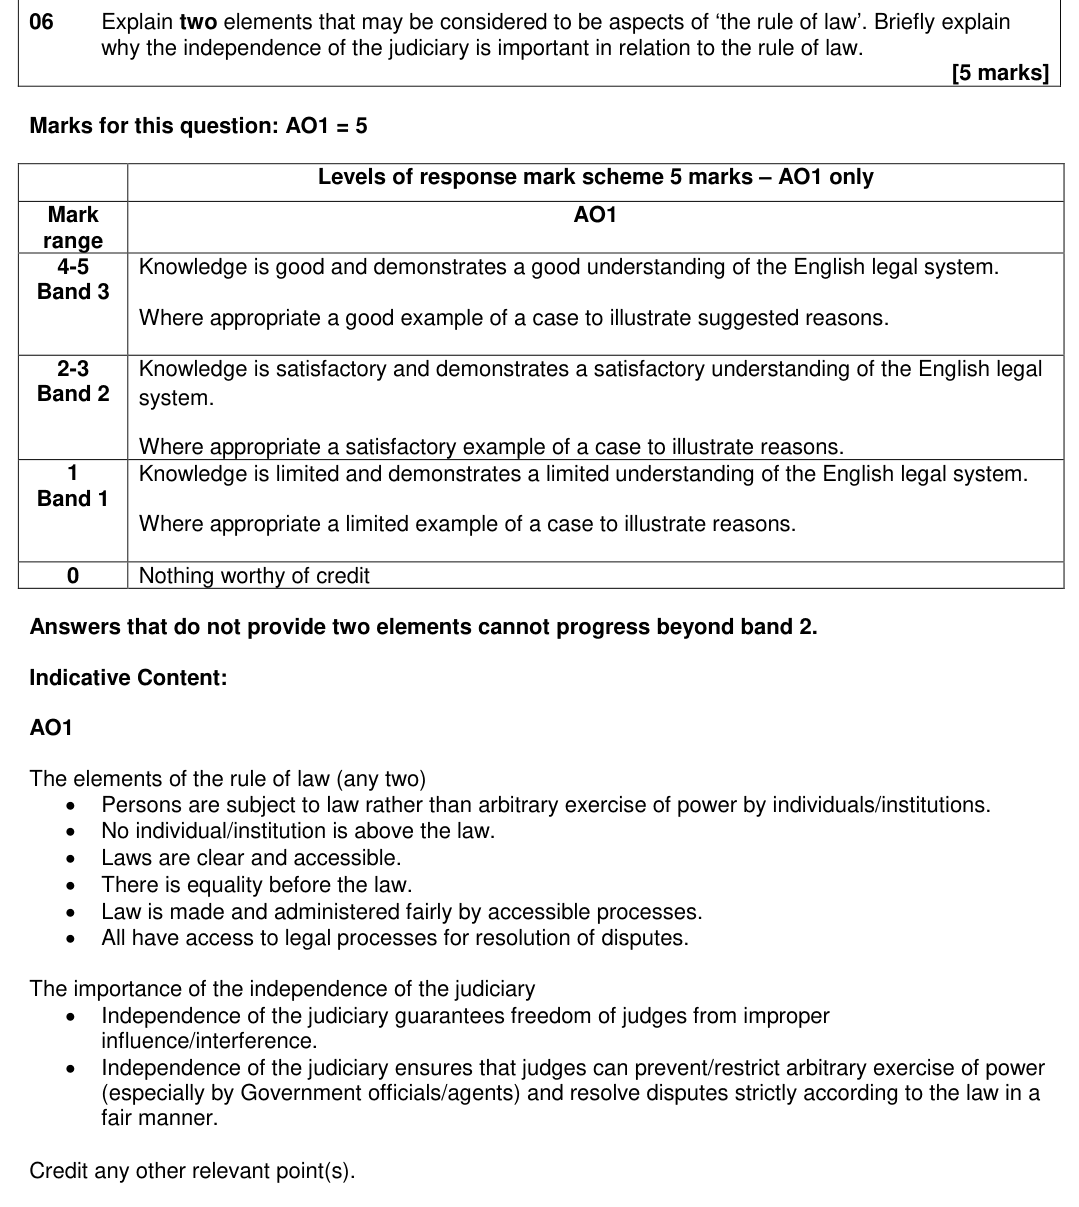 06 Explain two elements that may be considered to be aspects of ‘the rule of law’. Briefly explain
why the independence of the judiciary is important in relation to the rule of law.
[5 marks]
Marks for this question: AO1 = 5
Levels of response mark scheme 5 marks – AO1 only
Mark
range
AO1
4-5
Band 3
Knowledge is good and demonstrates a good understanding of the English legal system.
Where appropriate a good example of a case to illustrate suggested reasons.
2-3
Band 2
Knowledge is satisfactory and demonstrates a satisfactory understanding of the English legal
system.
Where appropriate a satisfactory example of a case to illustrate reasons.
1
Band 1
Knowledge is limited and demonstrates a limited understanding of the English legal system.
Where appropriate a limited example of a case to illustrate reasons.
0 Nothing worthy of credit
Answers that do not provide two elements cannot progress beyond band 2.
Indicative Content:
AO1
The elements of the rule of law (any two)
• Persons are subject to law rather than arbitrary exercise of power by individuals/institutions.
• No individual/institution is above the law.
• Laws are clear and accessible.
• There is equality before the law.
• Law is made and administered fairly by accessible processes.
• All have access to legal processes for resolution of disputes.
The importance of the independence of the judiciary
• Independence of the judiciary guarantees freedom of judges from improper
influence/interference.
• Independence of the judiciary ensures that judges can prevent/restrict arbitrary exercise of power
(especially by Government officials/agents) and resolve disputes strictly according to the law in a
fair manner.
Credit any other relevant point(s).